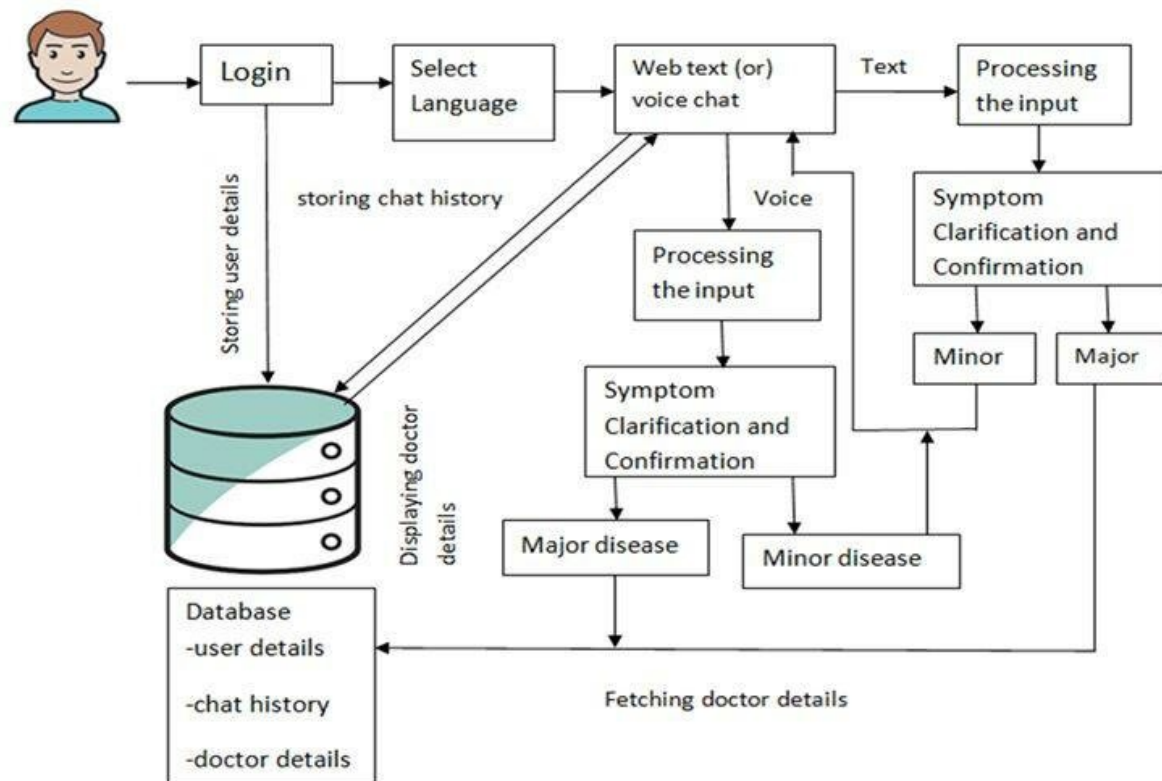 Login
Select
Language
Web text (or)
voice chat
Text
Processing
the input
Storing user details
storing chat history
Voice
Symptom
Clarification and
Confirmation
Processing
the input
Minor
Major
Symptom
Clarification and
Confirmation
Displaying doctor
details
Major disease
Minor disease
Database
-user details
-chat history
-doctor details
Fetching doctor details